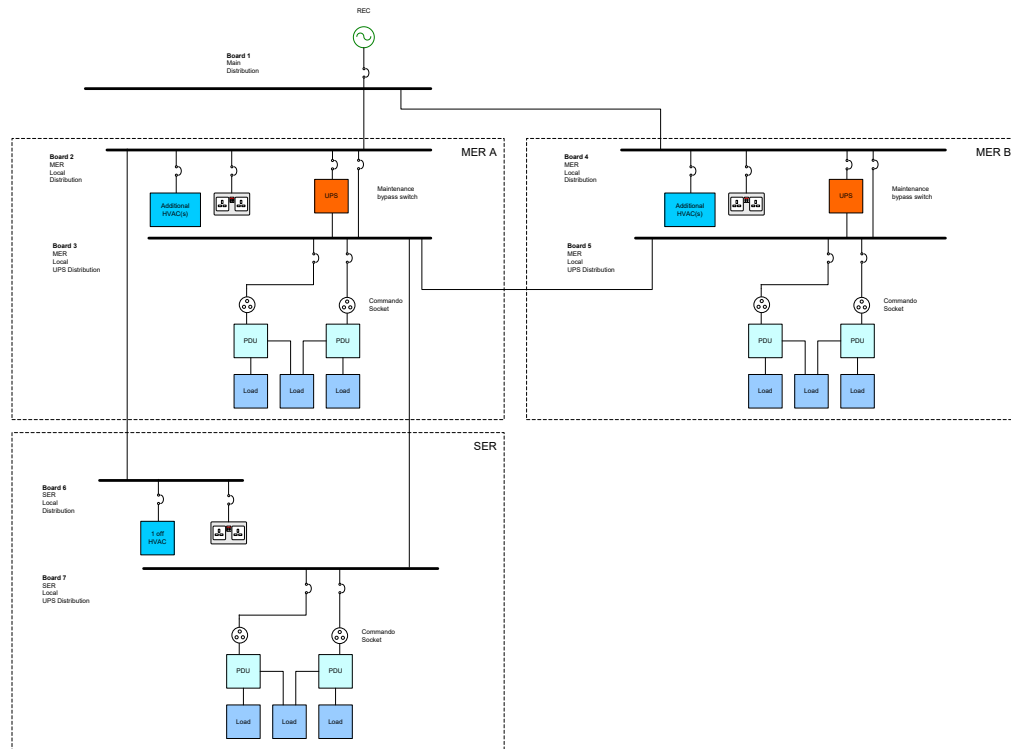 REC
Board 1
Main
Distribution
MER A
Board 2
MER
Local
Distribution
Additional
HVAC(s)
UPS
Maintenance
bypass switch
Board 3
MER
Local
UPS Distribution
Commando
Socket
PDU
PDU
Load
Load
Load
MER B
Board 4
MER
Local
Distribution
Additional
HVAC(s)
UPS
Maintenance
bypass switch
Board 5
MER
Local
UPS Distribution
Commando
Socket
PDU
PDU
Load
Load
Load
SER
Board 6
SER
Local
Distribution
1 off
HVAC
Board 7
SER
Local
UPS Distribution
Commando
Socket
PDU
PDU
Load
Load
Load